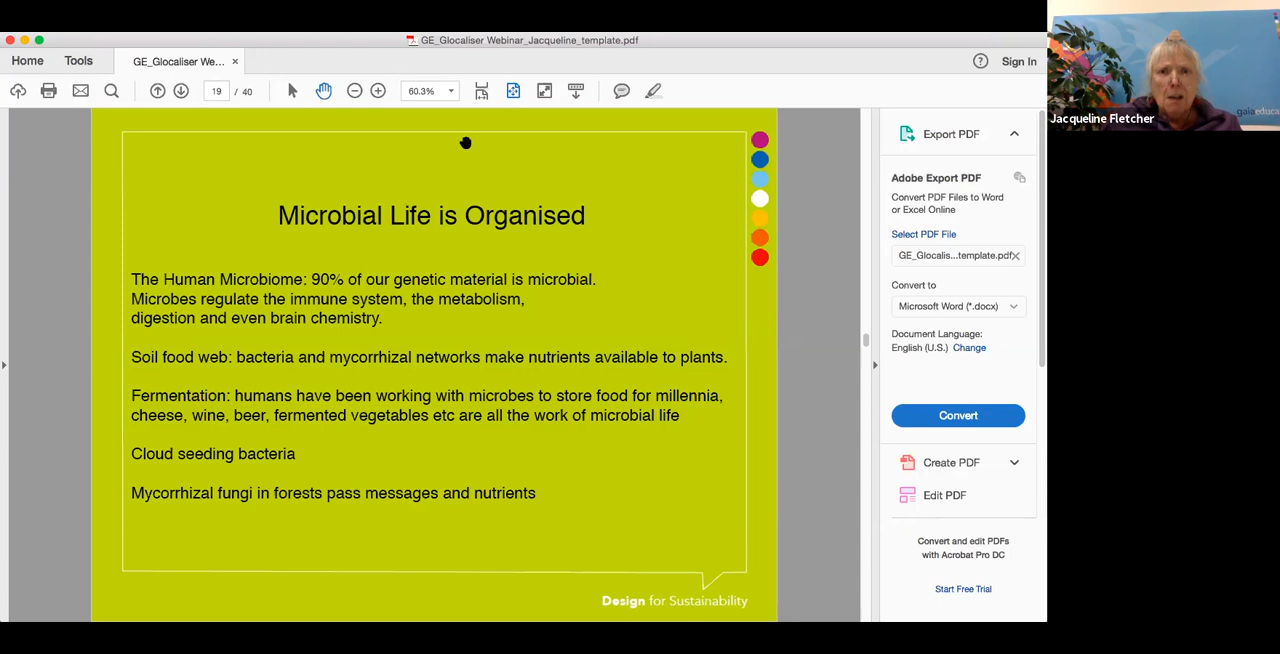 GE_Glocaliser Webinar_Jacqueline_template.pdf
Home
Tools
GE_Glocaliser We...
×
Sign In
19 / 40
60.3%
Microbial Life is Organised
The Human Microbiome: 90% of our genetic material is microbial.
Microbes regulate the immune system, the metabolism,
digestion and even brain chemistry.
Soil food web: bacteria and mycorrhizal networks make nutrients available to plants.
Fermentation: humans have been working with microbes to store food for millennia,
cheese, wine, beer, fermented vegetables etc are all the work of microbial life
Cloud seeding bacteria
Mycorrhizal fungi in forests pass messages and nutrients
Design for Sustainability
Export PDF
Adobe Export PDF
Convert PDF Files to Word
or Excel Online
Select PDF File
GE_Glocalis...template.pdf
Convert to
Microsoft Word (*.docx)
Document Language:
English (U.S.) Change
Convert
Create PDF
Edit PDF
Convert and edit PDFs
with Acrobat Pro DC
Start Free Trial
gaiaeduca
Jacqueline Fletcher